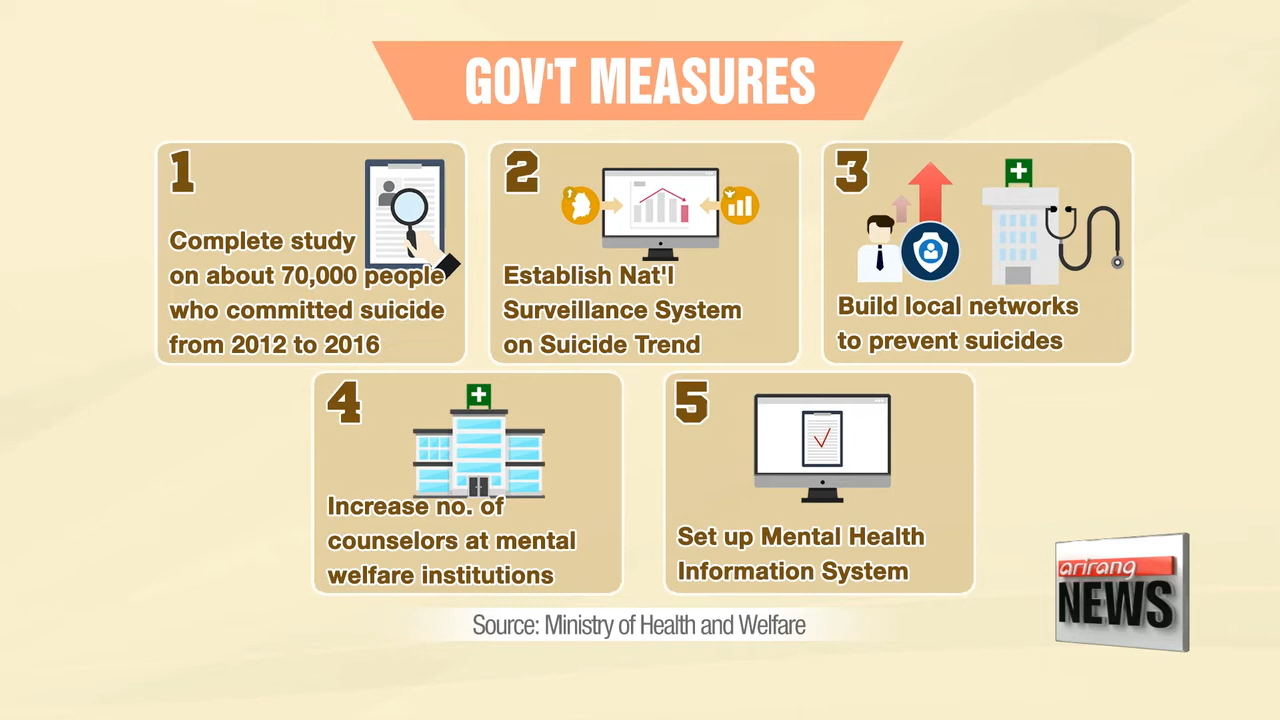 GOV'T MEASURES
1
Complete study
on about 70,000 people
who committed suicide
from 2012 to 2016
2
Establish Nat'l
Surveillance System
on Suicide Trend
3
Build local networks
to prevent suicides
4
Increase no. of
counselors at mental
welfare institutions
5
Set up Mental Health
Information System
Source: Ministry of Health and Welfare
arirang
NEWS